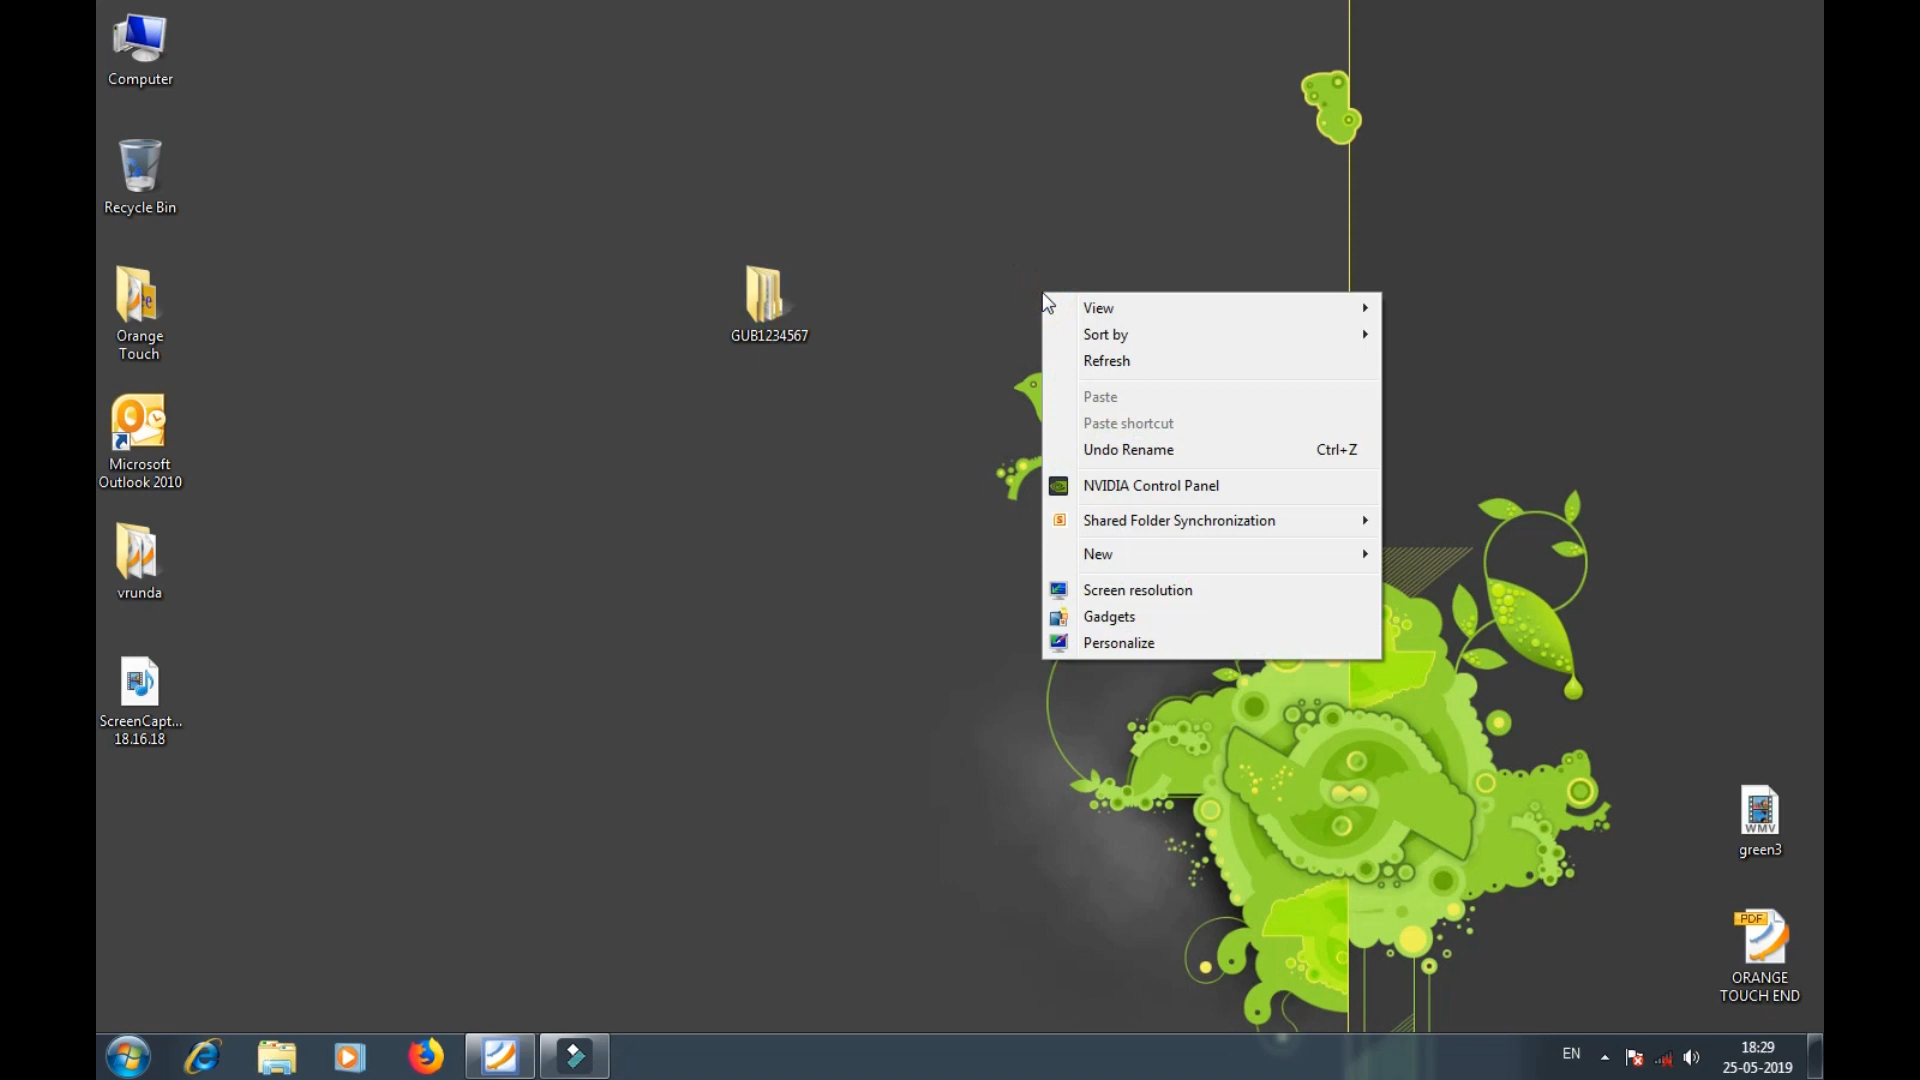 Computer
Recycle Bin
Orange
Touch
Microsoft
Outlook 2010
vrunda
ScreenCapt...
18.16.18
GUB1234567
View
Sort by
Refresh
Paste
Paste shortcut
Undo Rename Ctrl+Z
NVIDIA Control Panel
Shared Folder Synchronization
New
Screen resolution
Gadgets
Personalize
WMV
green3
PDF
ORANGE
TOUCH END
EN
18:29
25-05-2019